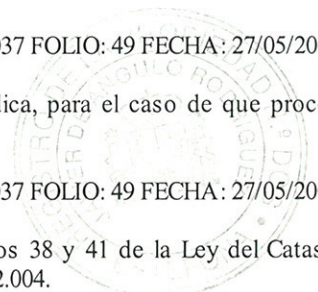 037 FOLIO: 49 FECHA: 27/05/20
dica, para el caso de que proc
037 FOLIO: 49 FECHA: 27/05/20
os 38 y 41 de la Ley del Catas
2.004.